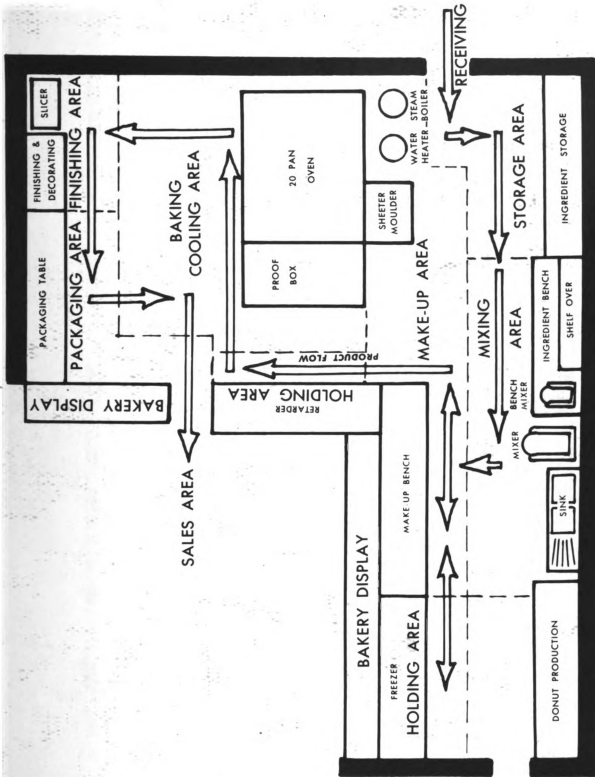 RECEIVING
STEAM
BOILER
WATER
HEATER
STORAGE AREA
INGREDIENT STORAGE
SLICER
FINISHING &
DECORATING
FINISHING AREA
PACKAGING TABLE
PACKAGING AREA
BAKING
COOLING AREA
20 PAN
OVEN
PROOF
BOX
SHEETER
MOULDER
MAKE-UP AREA
MIXING
AREA
INGREDIENT BENCH
SHELF OVER
BENCH
MIXER
MIXER
SINK
PRODUCT FLOW
BAKERY DISPLAY
RETARDER
HOLDING AREA
SALES AREA
MAKE UP BENCH
BAKERY DISPLAY
FREEZER
HOLDING AREA
DONUT PRODUCTION